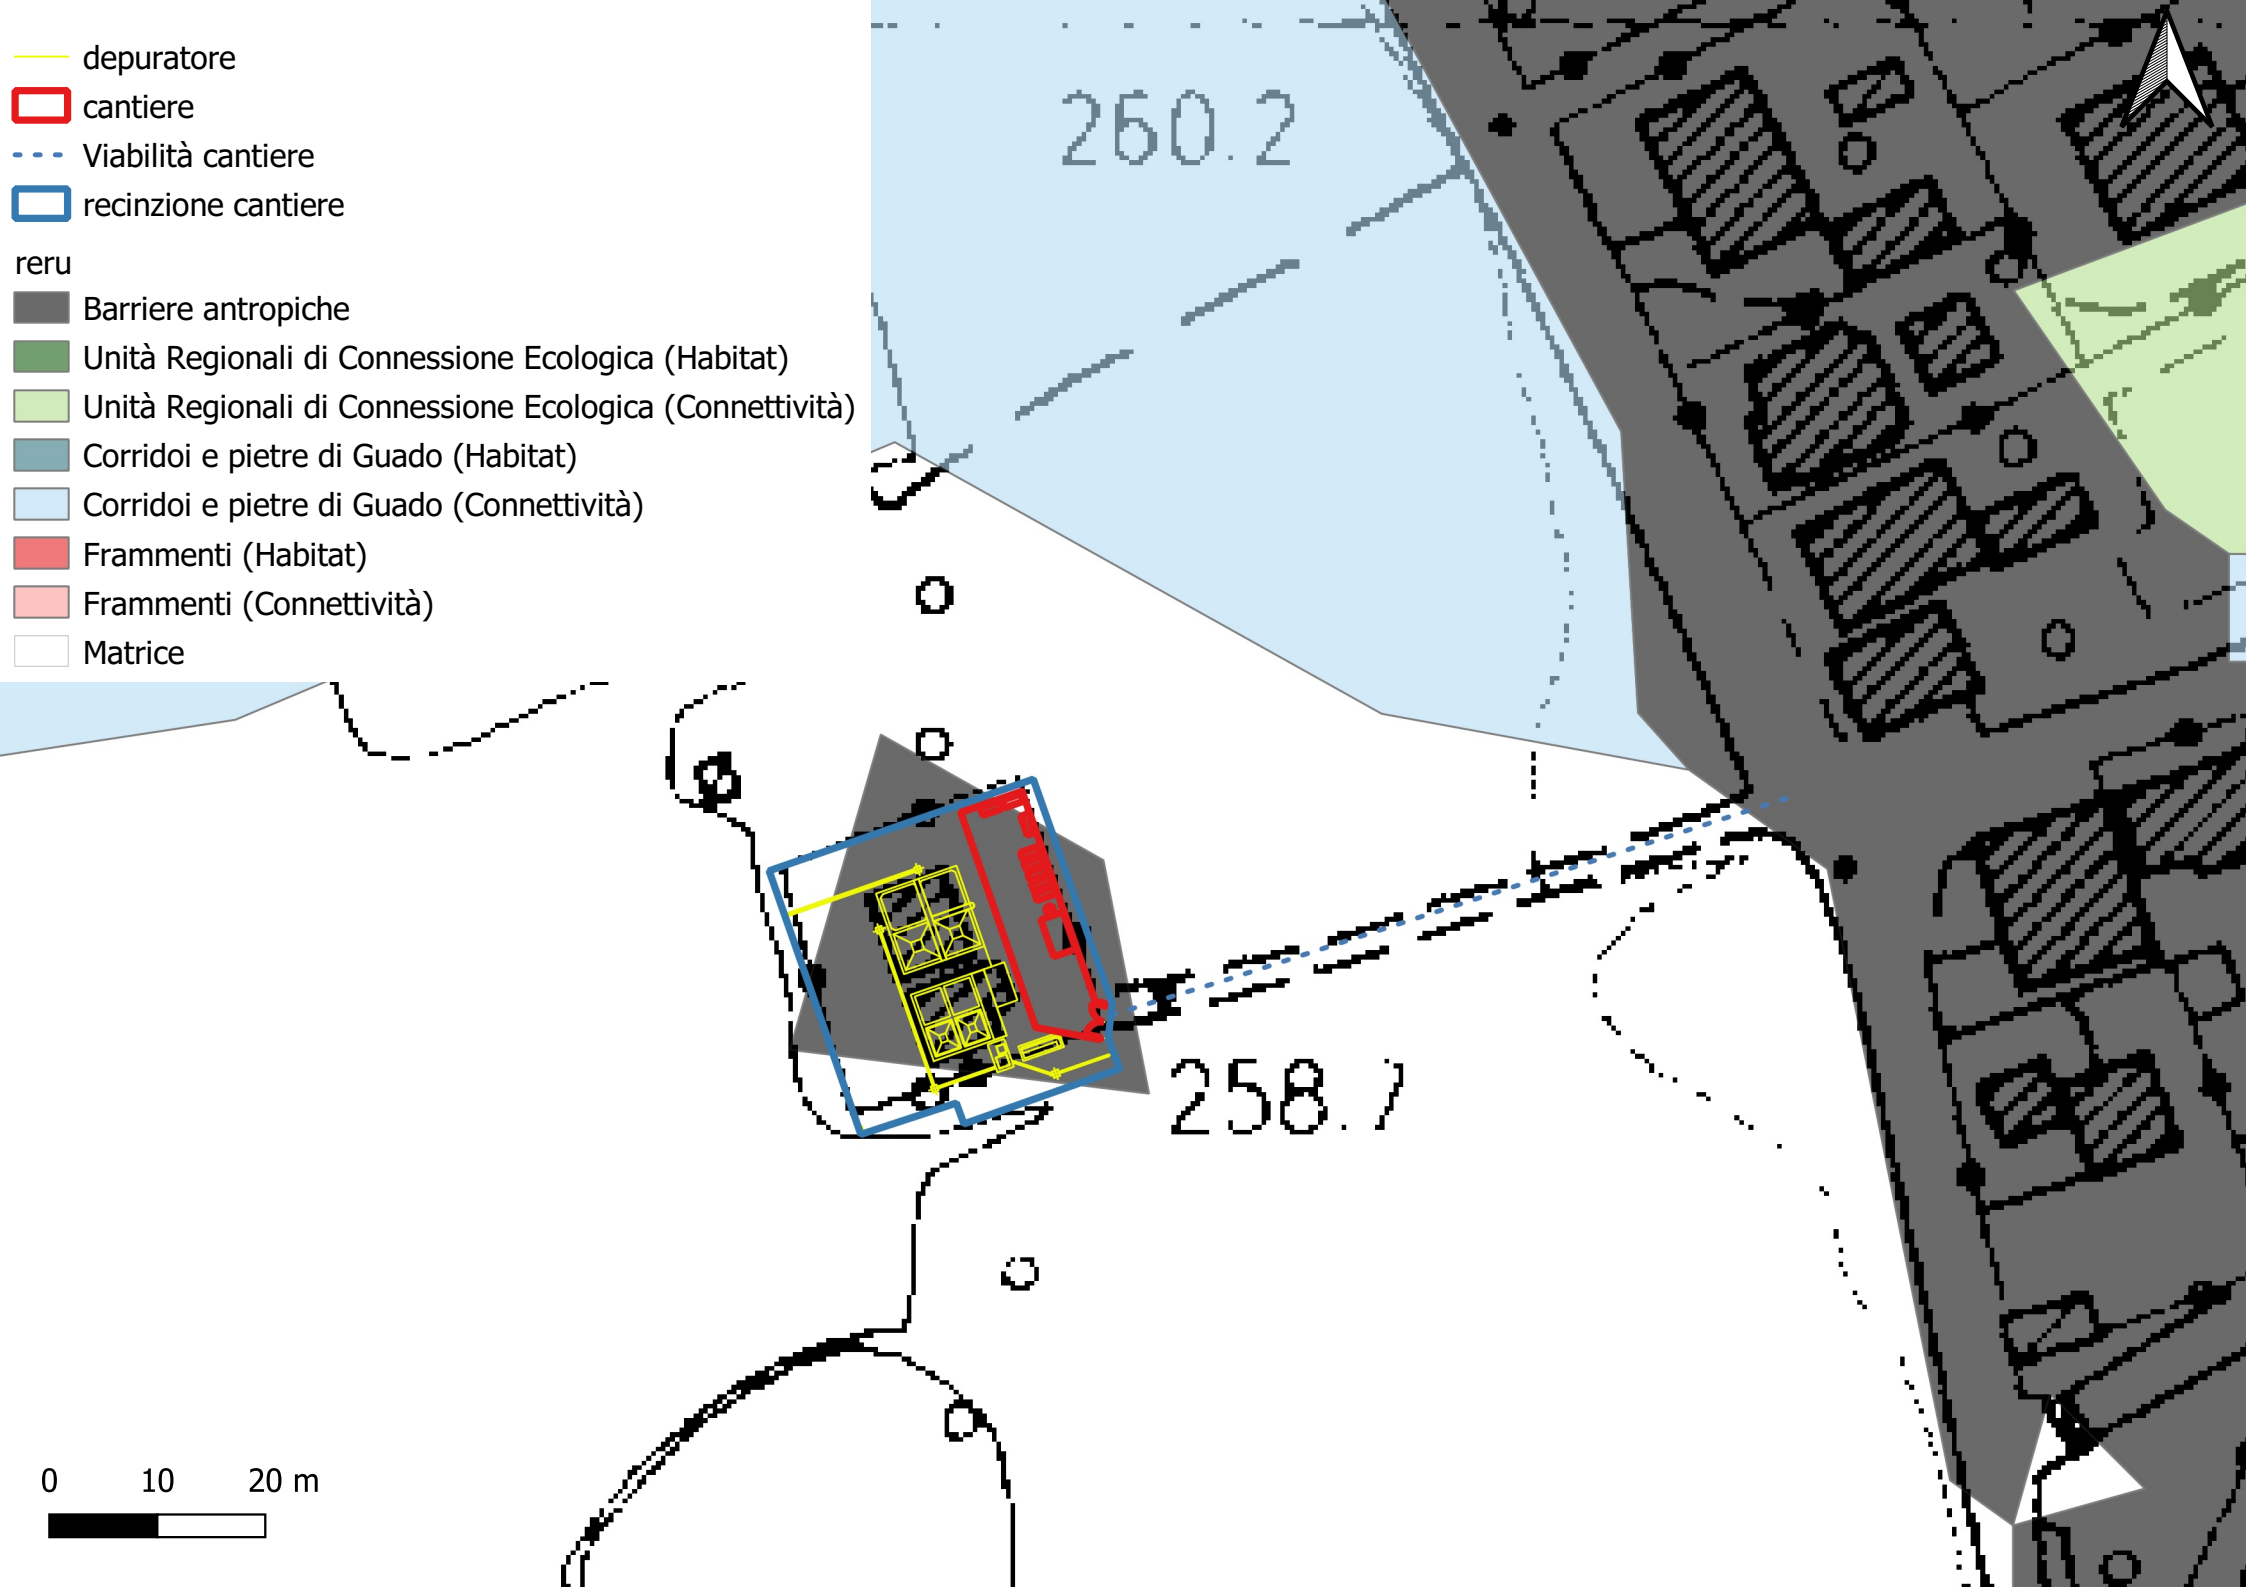 depuratore
cantiere
Viabilità cantiere
recinzione cantiere
reru
Barriere antropiche
Unità Regionali di Connessione Ecologica (Habitat)
Unità Regionali di Connessione Ecologica (Connettività)
Corridoi e pietre di Guado (Habitat)
Corridoi e pietre di Guado (Connettività)
Frammenti (Habitat)
Frammenti (Connettività)
Matrice
260.2
258.7
0 10 20 m